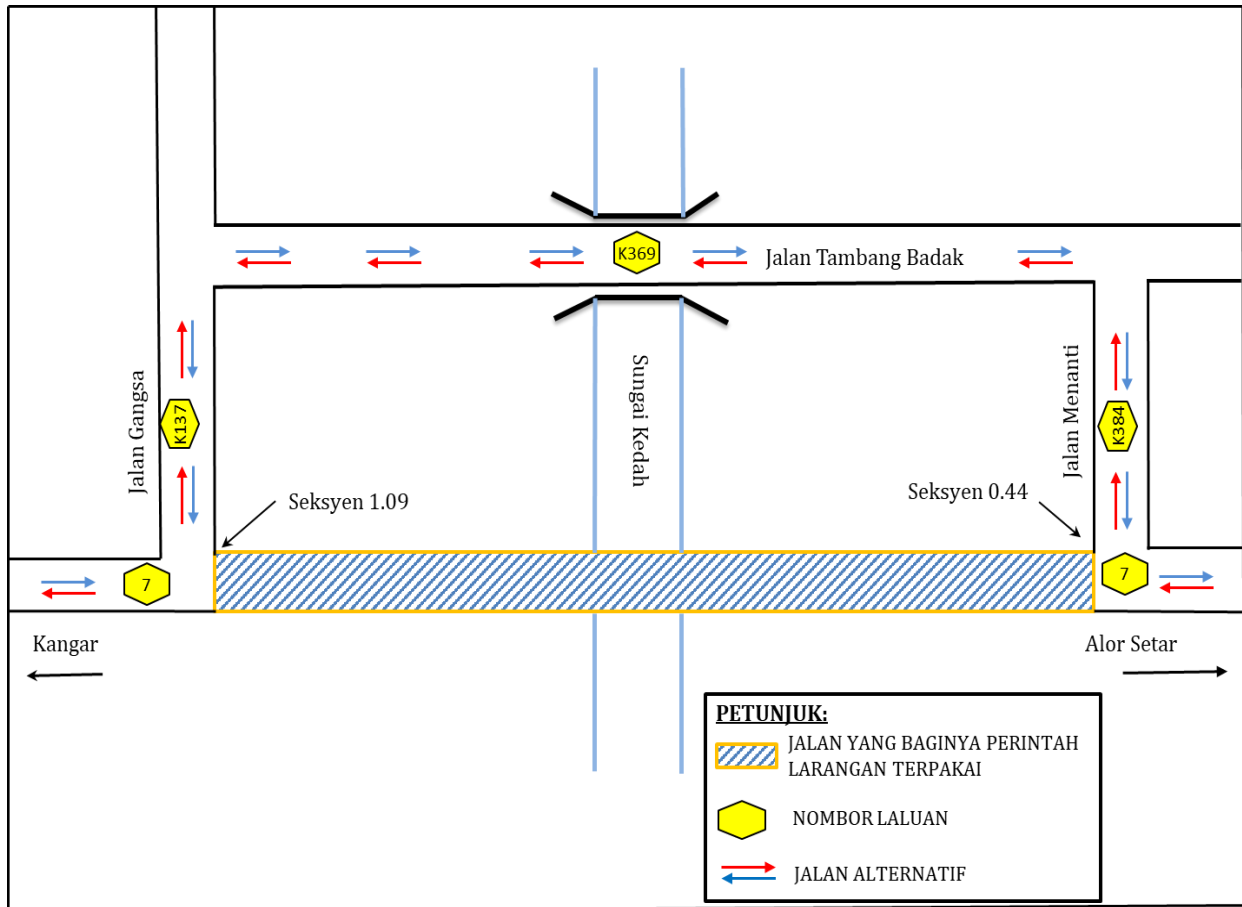 K369
Jalan Tambang Badak
Jalan Gangsa
K137
Sungai Kedah
Jalan Menanti
K384
Seksyen 1.09
Seksyen 0.44
7
7
Kangar
Alor Setar
PETUNJUK:
JALAN YANG BAGINYA PERINTAH
LARANGAN TERPAKAI
NOMBOR LALUAN
JALAN ALTERNATIF